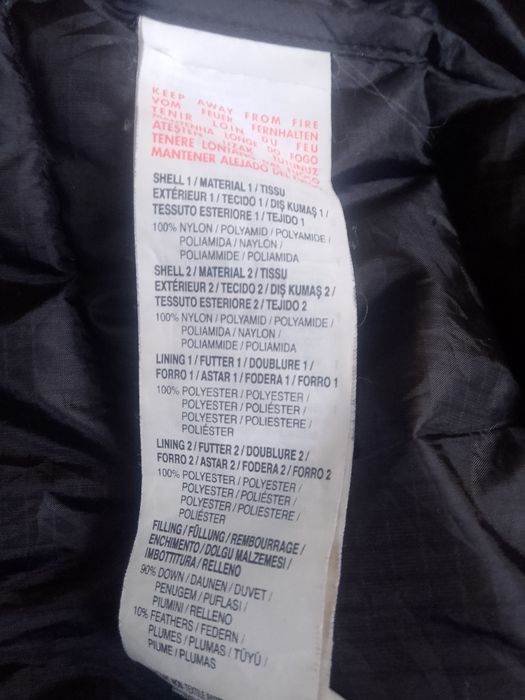 KEEP AWAY FROM FIRE
VOM FEUER FERNHALTEN
TENIR LOIN DU FEU
MANTENHA LONGE DO FOGO
ATEŞTEN UZAK TUTUNUZ
TENERE LONTANO
MANTENER ALEJADO DEL FUEGO
SHELL 1 / MATERIAL 1 / TISSU
EXTÉRIEUR 1 / TECIDO 1 / DIŞ KUMAŞ 1 /
TESSUTO ESTERIORE 1 / TEJIDO 1
100% NYLON / POLYAMID / POLYAMIDE /
POLIAMIDA / NAYLON /
POLIAMMIDE / POLIAMIDA
SHELL 2 / MATERIAL 2 / TISSU
EXTÉRIEUR 2 / TECIDO 2 / DIŞ KUMAŞ 2 /
TESSUTO ESTERIORE 2 / TEJIDO 2
100% NYLON / POLYAMID / POLYAMIDE /
POLIAMIDA / NAYLON /
POLIAMMIDE / POLIAMIDA
LINING 1 / FUTTER 1 / DOUBLURE 1 /
FORRO 1 / ASTAR 1 / FODERA 1 / FORRO 1
100% POLYESTER / POLYESTER /
POLYESTER / POLIÉSTER /
POLYESTER / POLIESTERE /
POLIÉSTER
LINING 2 / FUTTER 2 / DOUBLURE 2 /
FORRO 2 / ASTAR 2 / FODERA 2 / FORRO 2
100% POLYESTER / POLYESTER /
POLYESTER / POLIÉSTER /
POLYESTER / POLIESTERE /
POLIÉSTER
FILLING / FÜLLUNG / REMBOURRAGE /
ENCHIMENTO / DOLGU MALZEMESI /
IMBOTTITURA / RELLENO
90% DOWN / DAUNEN / DUVET /
PENUGEM / PUFLASI /
PIUMINI / RELLENO
10% FEATHERS / FEDERN /
PLUMES / PLUMAS / TÜYÜ /
PIUME / PLUMAS
NON-TEXTILE